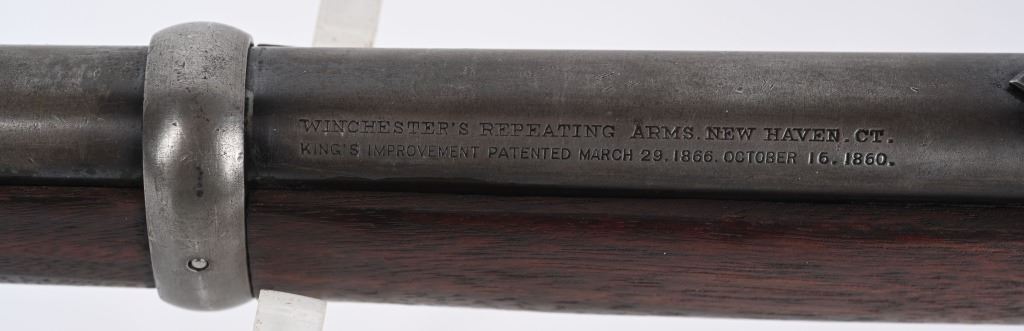 WINCHESTER'S REPEATING ARMS. NEW HAVEN. CT.
KING'S IMPROVEMENT PATENTED MARCH 29. 1866. OCTOBER 16. 1860.